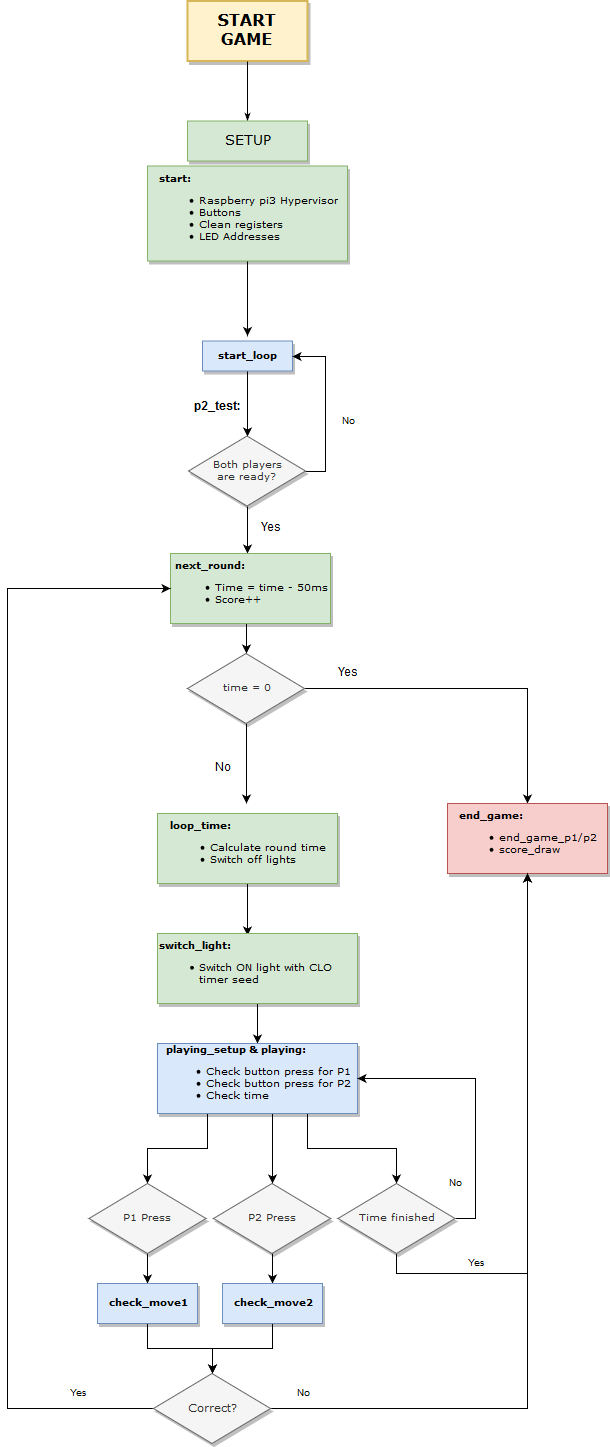 START
GAME
SETUP
start:
• Raspberry pi3 Hypervisor
• Buttons
• Clean registers
• LED Addresses
start_loop
p2_test:
No
Both players
are ready?
Yes
next_round:
• Time = time - 50ms
• Score++
time = 0
Yes
No
end_game:
• end_game_p1/p2
• score_draw
loop_time:
• Calculate round time
• Switch off lights
switch_light:
• Switch ON light with CLO
timer seed
playing_setup & playing:
• Check button press for P1
• Check button press for P2
• Check time
No
P1 Press
P2 Press
Time finished
Yes
check_move1
check_move2
Yes
No
Correct?